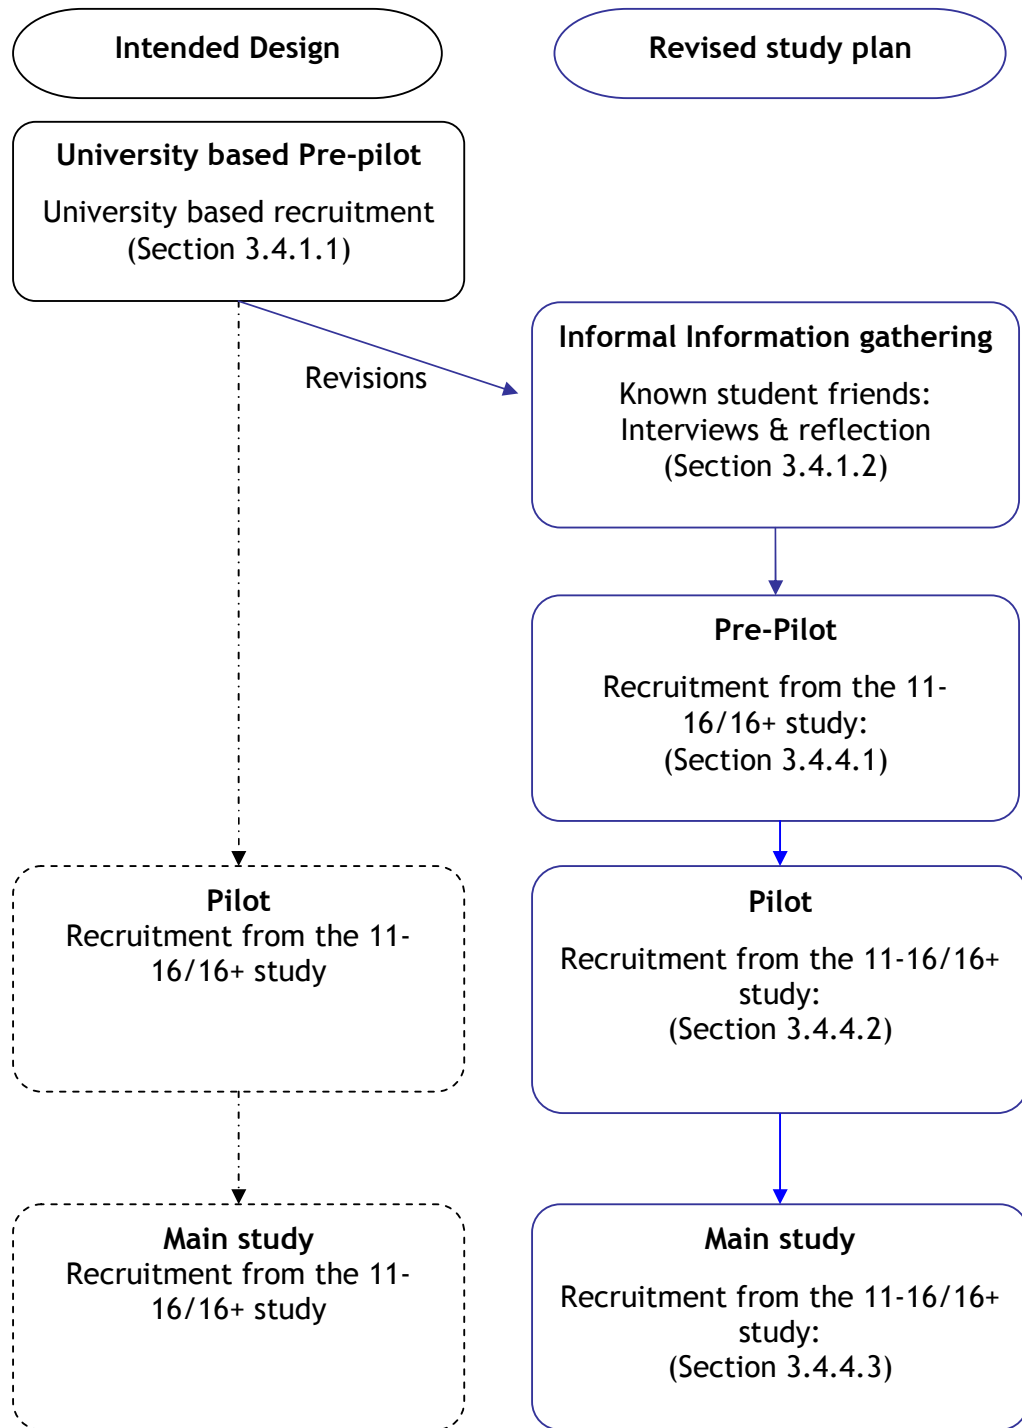 Intended Design
Revised study plan
University based Pre-pilot
University based recruitment
(Section 3.4.1.1)
Revisions
Informal Information gathering
Known student friends:
Interviews & reflection
(Section 3.4.1.2)
Pre-Pilot
Recruitment from the 11-
16/16+ study:
(Section 3.4.4.1)
Pilot
Recruitment from the 11-
16/16+ study
Pilot
Recruitment from the 11-16/16+
study:
(Section 3.4.4.2)
Main study
Recruitment from the 11-
16/16+ study
Main study
Recruitment from the 11-16/16+
study:
(Section 3.4.4.3)